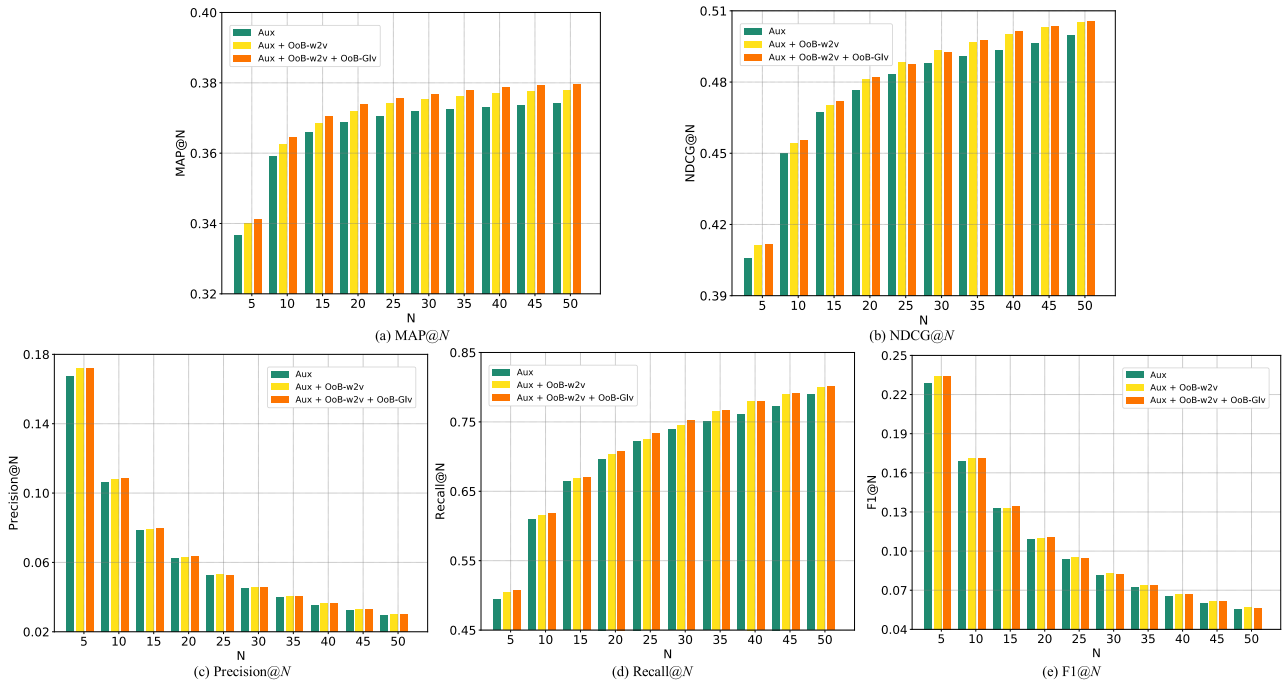 0.40
0.38
0.36
0.34
0.32
MAP@N
Aux
Aux + OoB-w2v
Aux + OoB-w2v + OoB-Glv
5 10 15 20 25 30 35 40 45 50
N
(a) MAP@N
0.51
0.48
0.45
0.42
0.39
NDCG@N
Aux
Aux + OoB-w2v
Aux + OoB-w2v + OoB-Glv
5 10 15 20 25 30 35 40 45 50
N
(b) NDCG@N
0.18
0.14
0.10
0.06
0.02
Precision@N
Aux
Aux + OoB-w2v
Aux + OoB-w2v + OoB-Glv
5 10 15 20 25 30 35 40 45 50
N
(c) Precision@N
0.85
0.75
0.65
0.55
0.45
Recall@N
Aux
Aux + OoB-w2v
Aux + OoB-w2v + OoB-Glv
5 10 15 20 25 30 35 40 45 50
N
(d) Recall@N
0.25
0.22
0.19
0.16
0.13
0.10
0.07
0.04
F1@N
Aux
Aux + OoB-w2v
Aux + OoB-w2v + OoB-Glv
5 10 15 20 25 30 35 40 45 50
N
(e) F1@N